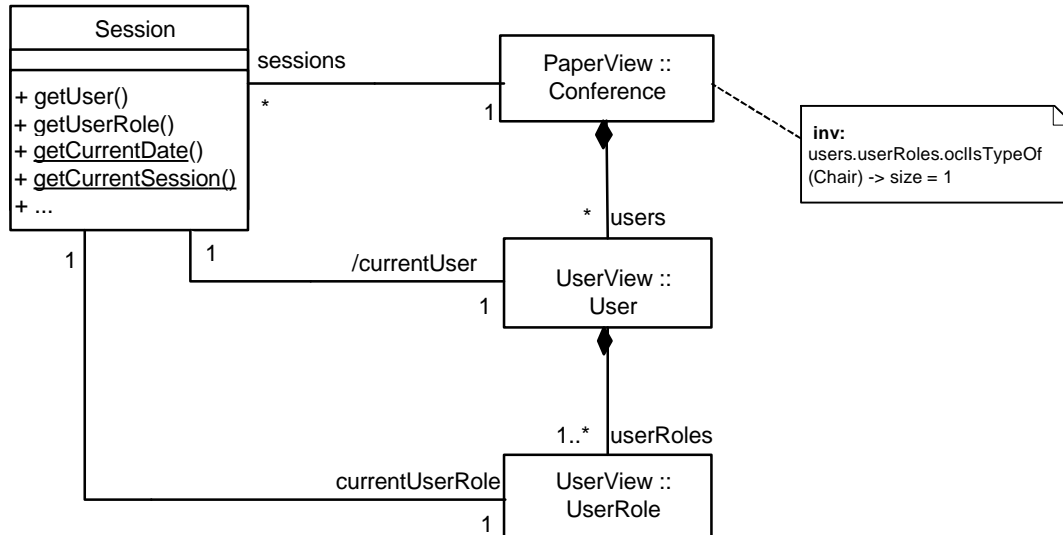 Session
+ getUser()
+ getUserRole()
+ getCurrentDate()
+ getCurrentSession()
+ ...
sessions
*
1
PaperView ::
Conference
inv:
users.userRoles.oclIsTypeOf
(Chair) -> size = 1
* users
1
1
/currentUser
1
UserView ::
User
1..* userRoles
currentUserRole
1
UserView ::
UserRole